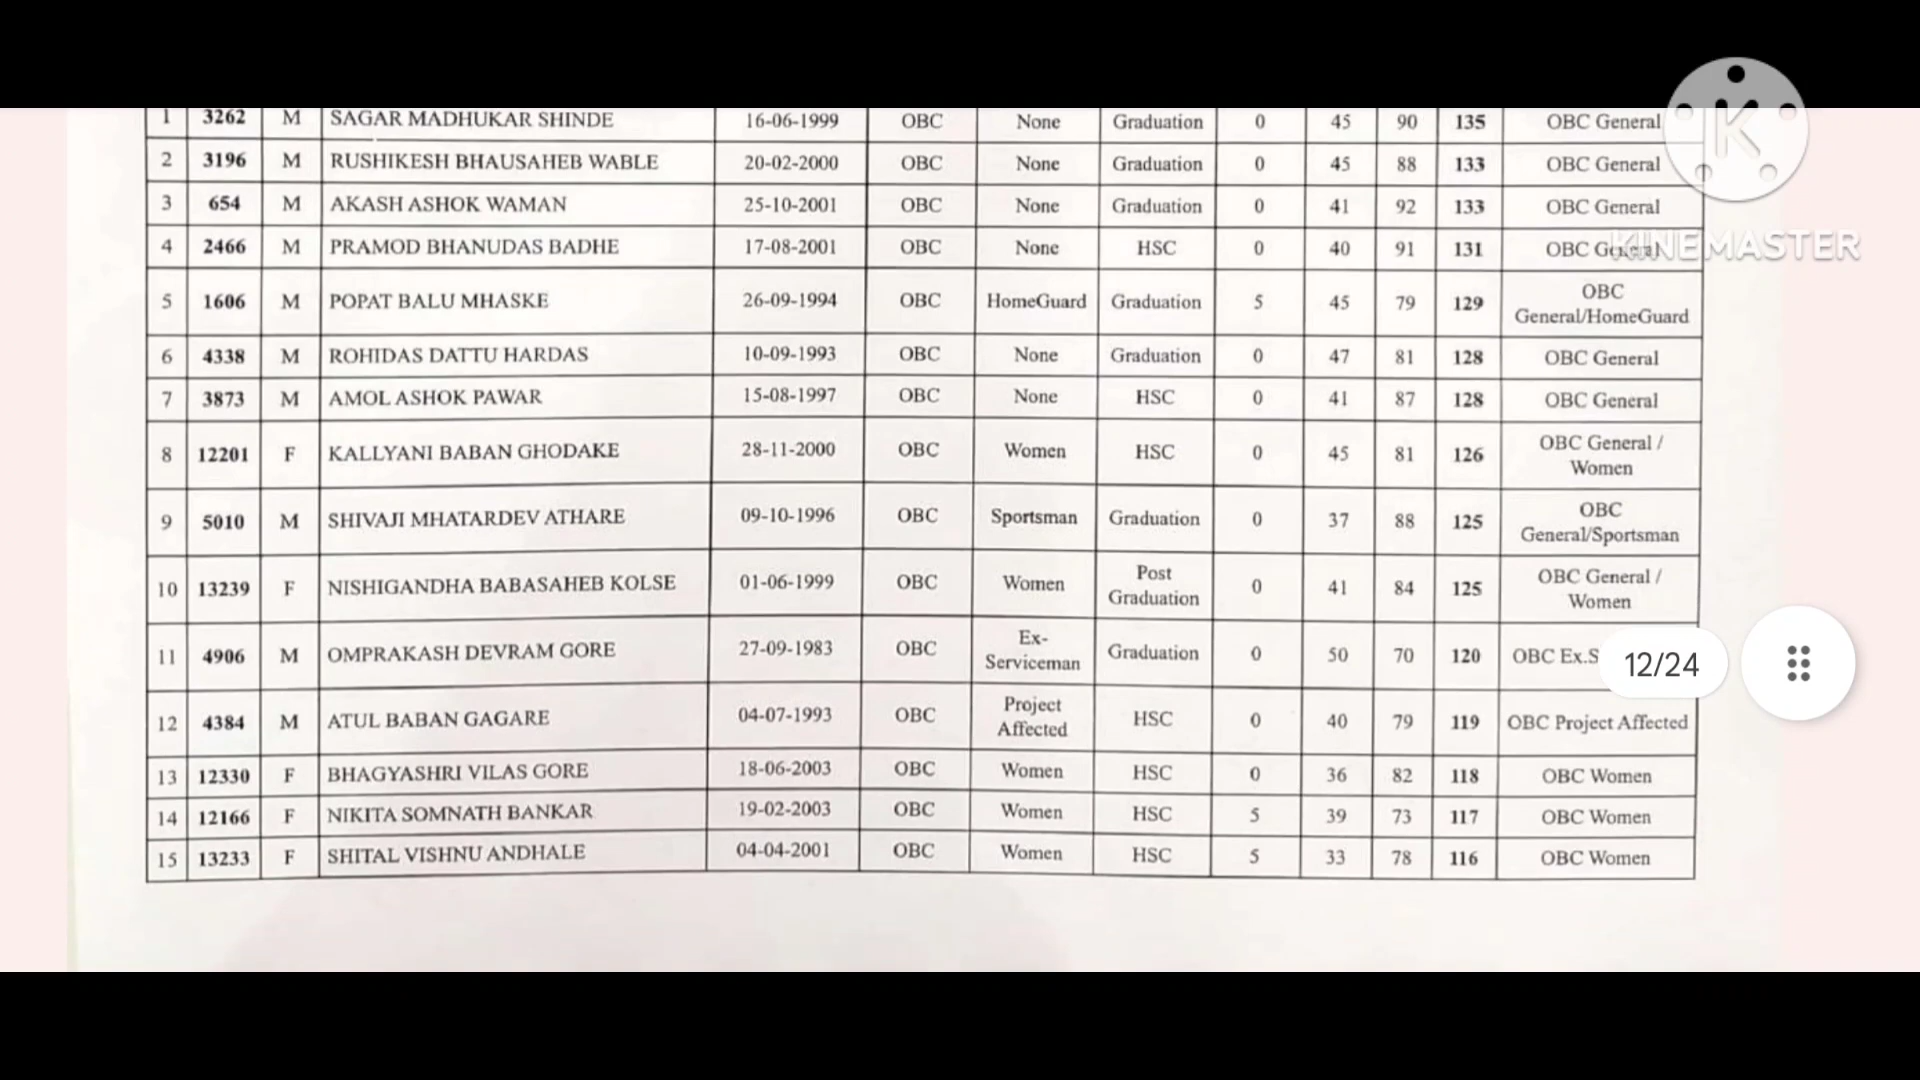 1 3262 M SAGAR MADHUKAR SHINDE 16-06-1999 OBC None Graduation 0 45 90 135 OBC General
2 3196 M RUSHIKESH BHAUSAHEB WABLE 20-02-2000 OBC None Graduation 0 45 88 133 OBC General
3 654 M AKASH ASHOK WAMAN 25-10-2001 OBC None Graduation 0 41 92 133 OBC General
4 2466 M PRAMOD BHANUDAS BADHE 17-08-2001 OBC None HSC 0 40 91 131 OBC General
KINEMASTER
5 1606 M POPAT BALU MHASKE 26-09-1994 OBC HomeGuard Graduation 5 45 79 129 OBC
General/HomeGuard
6 4338 M ROHIDAS DATTU HARDAS 10-09-1993 OBC None Graduation 0 47 81 128 OBC General
7 3873 M AMOL ASHOK PAWAR 15-08-1997 OBC None HSC 0 41 87 128 OBC General
8 12201 F KALLYANI BABAN GHODAKE 28-11-2000 OBC Women HSC 0 45 81 126 OBC General /
Women
9 5010 M SHIVAJI MHATARDEV ATHARE 09-10-1996 OBC Sportsman Graduation 0 37 88 125 OBC
General/Sportsman
10 13239 F NISHIGANDHA BABASAHEB KOLSE 01-06-1999 OBC Women Post
Graduation 0 41 84 125 OBC General /
Women
11 4906 M OMPRAKASH DEVRAM GORE 27-09-1983 OBC Ex-
Serviceman Graduation 0 50 70 120 OBC
12/24
12 4384 M ATUL BABAN GAGARE 04-07-1993 OBC Project
Affected HSC 0 40 79 119 OBC Project Affected
13 12330 F BHAGYASHRI VILAS GORE 18-06-2003 OBC Women HSC 0 36 82 118 OBC Women
14 12166 F NIKITA SOMNATH BANKAR 19-02-2003 OBC Women HSC 5 39 73 117 OBC Women
15 13233 F SHITAL VISHNU ANDHALE 04-04-2001 OBC Women HSC 5 33 78 116 OBC Women